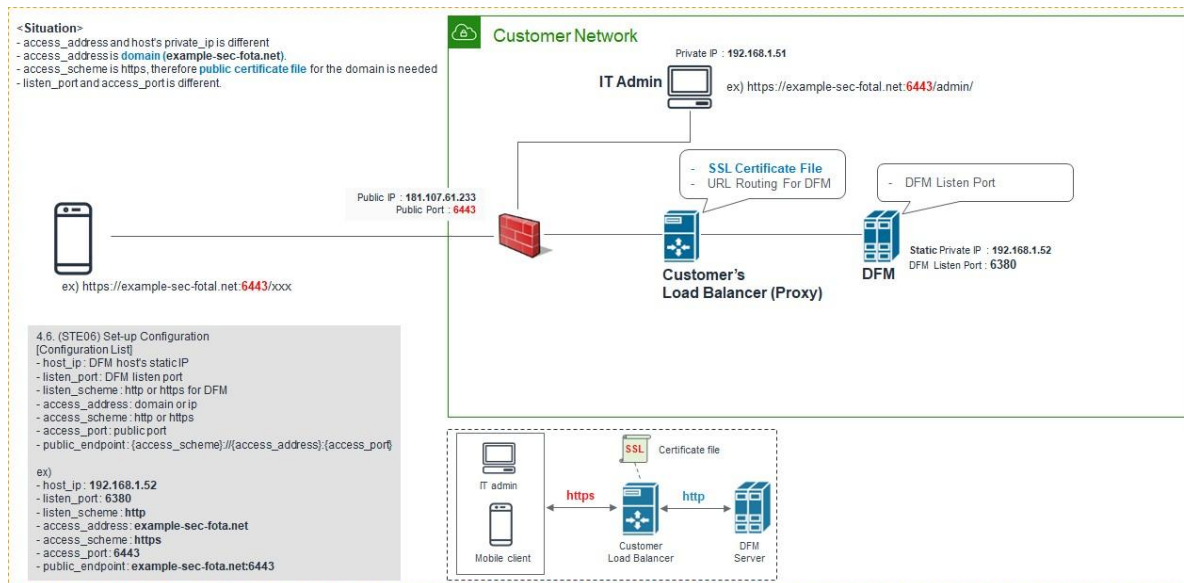 <Situation>
- access_address and host's private_ip is different
- access_address is domain (example-sec-fota.net).
- access_scheme is https, therefore public certificate file for the domain is needed
- listen_port and access_port is different.
Customer Network
Private IP : 192.168.1.51
IT Admin
ex) https://example-sec-fotal.net:6443/admin/
- SSL Certificate File
- URL Routing For DFM
- DFM Listen Port
Public IP : 181.107.61.233
Public Port : 6443
Customer's
Load Balancer (Proxy)
DFM
Static Private IP : 192.168.1.52
DFM Listen Port : 6380
ex) https://example-sec-fotal.net:6443/xxx
4.6. (STE06) Set-up Configuration
[Configuration List]
- host_ip : DFM host's static IP
- listen_port : DFM listen port
- listen_scheme : http or https for DFM
- access_address : domain or ip
- access_scheme : http or https
- access_port : public port
- public_endpoint : {access_scheme}://{access_address}:{access_port}
ex)
- host_ip : 192.168.1.52
- listen_port : 6380
- listen_scheme : http
- access_address : example-sec-fota.net
- access_scheme : https
- access_port : 6443
- public_endpoint : example-sec-fota.net:6443
SSL
Certificate file
IT admin
https
http
Mobile client
Customer
Load Balancer
DFM
Server